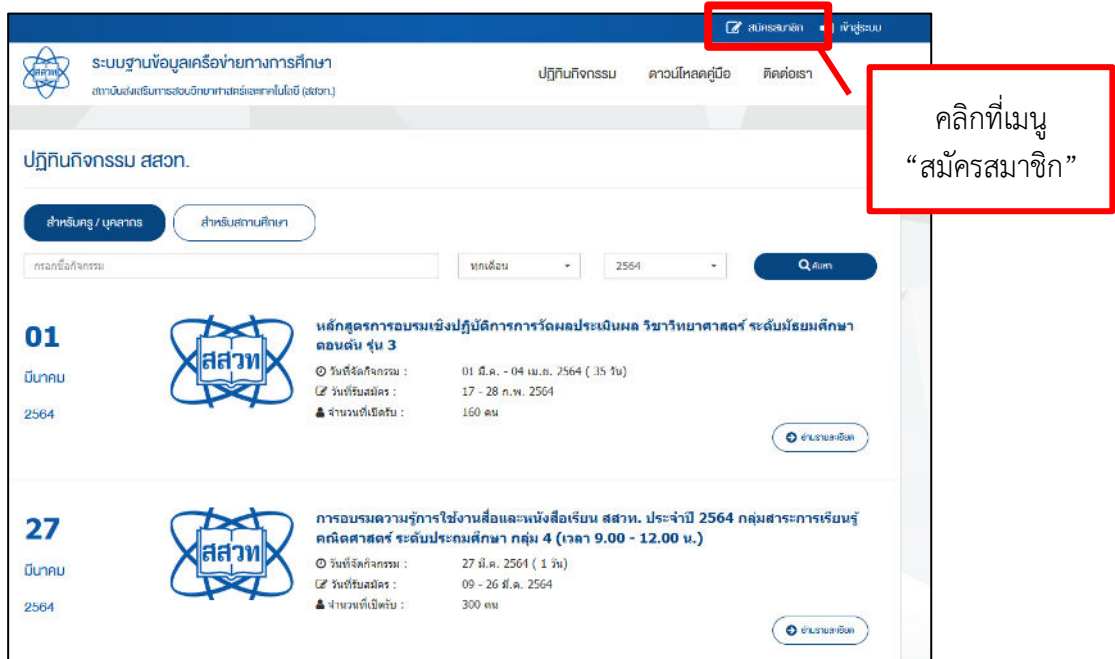 สมัครสมาชิก
เข้าสู่ระบบ
สสวท
ระบบฐานข้อมูลเครือข่ายทางการศึกษา
สถาบันส่งเสริมการสอนวิทยาศาสตร์และเทคโนโลยี (สสวท.)
ปฏิทินกิจกรรม
ดาวน์โหลดคู่มือ
ติดต่อเรา
คลิกที่เมนู
“สมัครสมาชิก”
ปฏิทินกิจกรรม สสวท.
สำหรับครู / บุคลากร
สำหรับสถานศึกษา
กรอกชื่อกิจกรรม
ทุกเดือน
2564
ค้นหา
01
มีนาคม
2564
สสวท
หลักสูตรการอบรมเชิงปฏิบัติการการวัดผลประเมินผล วิชาวิทยาศาสตร์ ระดับมัธยมศึกษา
ตอนต้น รุ่น 3
วันที่จัดกิจกรรม : 01 มี.ค. - 04 เม.ย. 2564 ( 35 วัน)
วันที่รับสมัคร : 17 - 28 ก.พ. 2564
จำนวนที่เปิดรับ : 160 คน
อ่านรายละเอียด
27
มีนาคม
2564
สสวท
การอบรมความรู้การใช้งานสื่อและหนังสือเรียน สสวท. ประจำปี 2564 กลุ่มสาระการเรียนรู้
คณิตศาสตร์ ระดับประถมศึกษา กลุ่ม 4 (เวลา 9.00 - 12.00 น.)
วันที่จัดกิจกรรม : 27 มี.ค. 2564 ( 1 วัน)
วันที่รับสมัคร : 09 - 26 มี.ค. 2564
จำนวนที่เปิดรับ : 300 คน
อ่านรายละเอียด